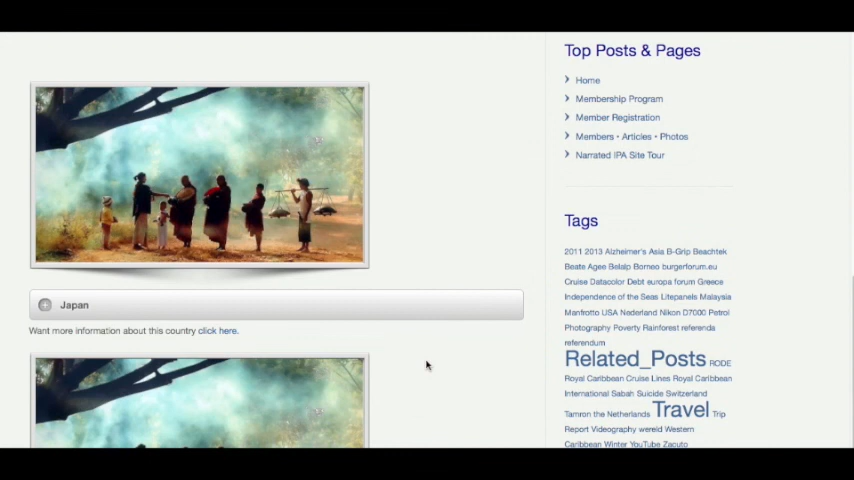 Top Posts & Pages
Home
Membership Program
Member Registration
Members • Articles • Photos
Narrated IPA Site Tour
Tags
2011 2013 Alzheimer's Asia B-Grip Beachtek
Beate Agee Belalp Borneo burgerforum.eu
Cruise Datacolor Debt europa forum Greece
Independence of the Seas Litepanels Malaysia
Manfrotto USA Nederland Nikon D7000 Petrol
Photography Poverty Rainforest referenda
referendum
Related_Posts RODE
Royal Caribbean Cruise Lines Royal Caribbean
International Sabah Suicide Switzerland
Tamron the Netherlands Travel Trip
Report Videography wereld Western
Caribbean Winter YouTube Zacuto
Japan
Want more information about this country click here.